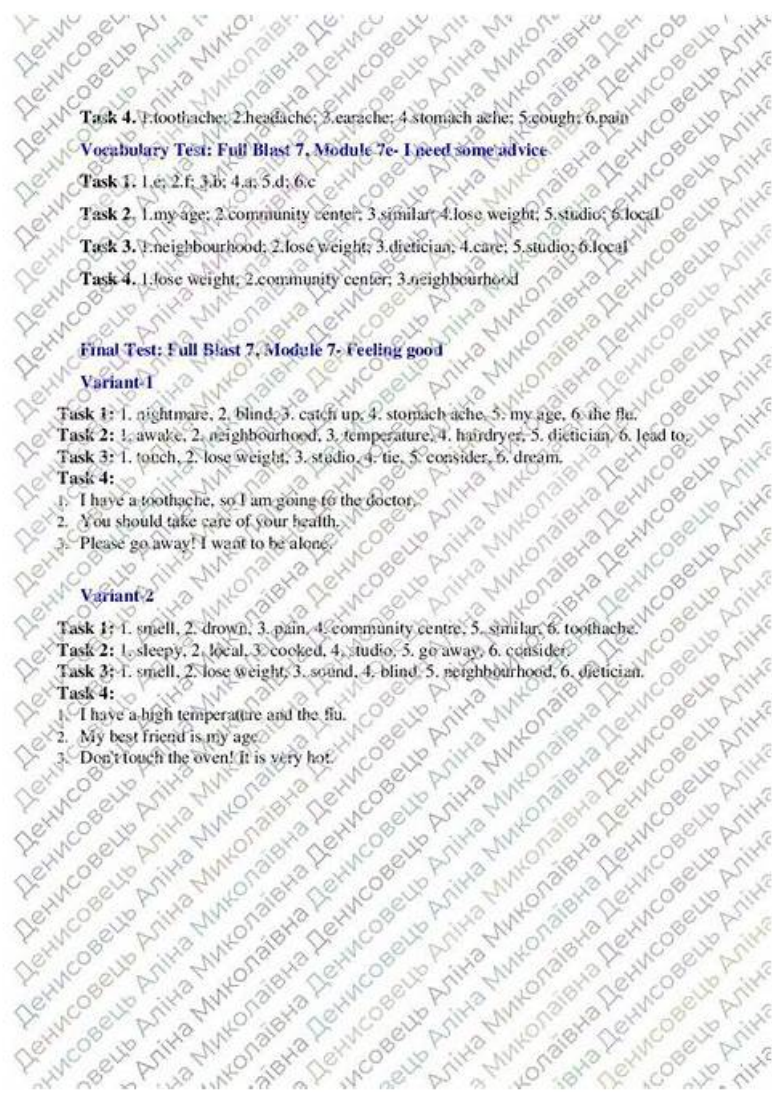 Task 4. 1.toothache; 2.headache; 3.earache; 4.stomach ache; 5.cough; 6.pain
Vocabulary Test: Full Blast 7, Module 7e- I need some advice
Task 1. 1.e; 2.f; 3.b; 4.a; 5.d; 6.c
Task 2. 1.my age; 2.community center; 3.similar; 4.lose weight; 5.studio; 6.local
Task 3. 1.neighbourhood; 2.lose weight; 3.dietician; 4.care; 5.studio; 6.local
Task 4. 1.lose weight; 2.community center; 3.neighbourhood
Final Test: Full Blast 7, Module 7- Feeling good
Variant-1
Task 1: 1. nightmare, 2. blind, 3. catch up, 4. stomach ache, 5. my age, 6. the flu.
Task 2: 1. awake, 2. neighbourhood, 3. temperature, 4. hairdryer, 5. dietician, 6. lead to.
Task 3: 1. touch, 2. lose weight, 3. studio, 4. tie, 5. consider, 6. dream.
Task 4:
1. I have a toothache, so I am going to the doctor.
2. You should take care of your health.
3. Please go away! I want to be alone.
Variant-2
Task 1: 1. smell, 2. drown, 3. pain, 4. community centre, 5. similar, 6. toothache.
Task 2: 1. sleepy, 2. local, 3. cooked, 4. studio, 5. go away, 6. consider.
Task 3: 1. smell, 2. lose weight, 3. sound, 4. blind, 5. neighbourhood, 6. dietician.
Task 4:
1. I have a high temperature and the flu.
2. My best friend is my age.
3. Don't touch the oven! It is very hot.
Денисовець Аліна Миколаївна